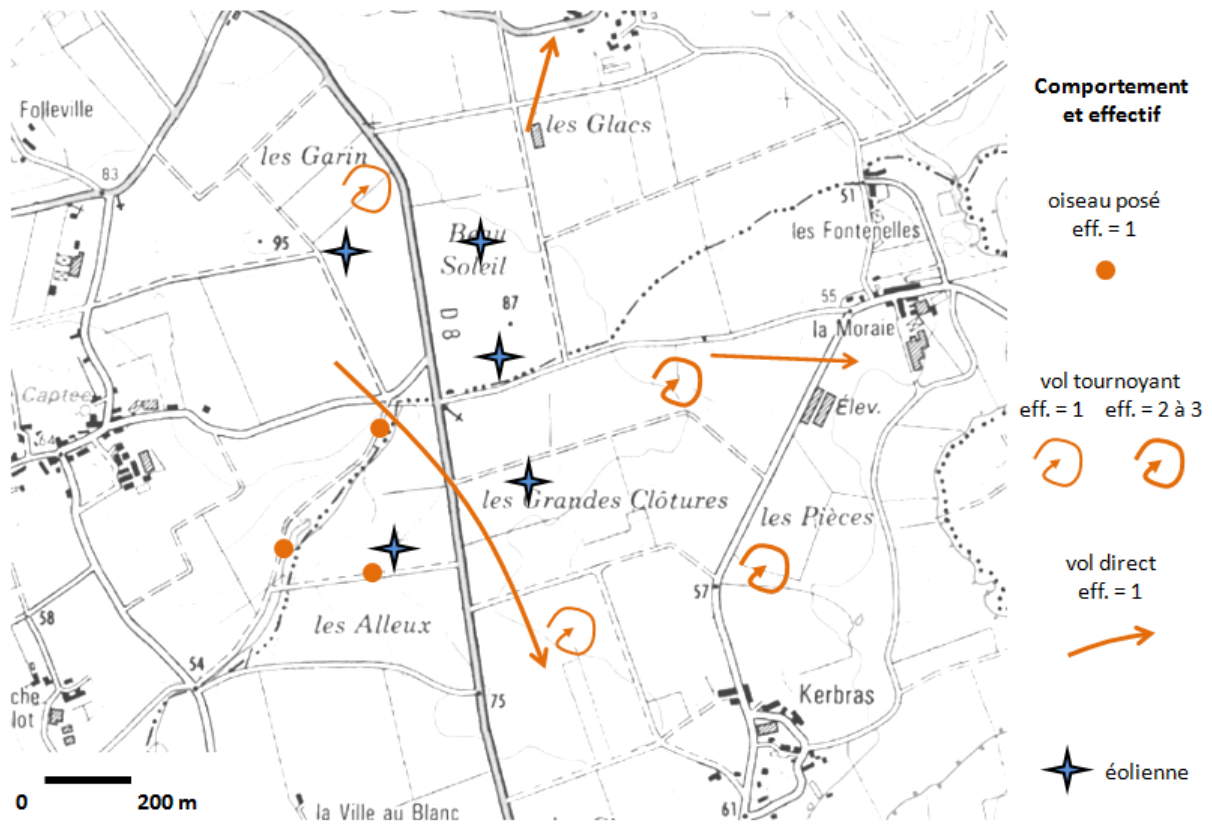 Folleville
les Glacs
les Garin
83
51
95
Beau
Soleil
les Fontenelles
87
55
D 8
la Moraie
Captée
Élev.
64
les Grandes Clôtures
les Pièces
57
58
les Alleux
54
75
Kerbras
che
lot
61
la Ville au Blanc
0 200 m
Comportement
et effectif
oiseau posé
eff. = 1
vol tournoyant
eff. = 1 eff. = 2 à 3
vol direct
eff. = 1
éolienne